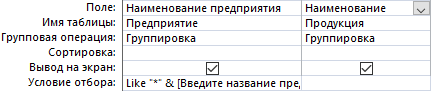 Поле: Наименование предприятия Наименование
Имя таблицы: Предприятие Продукция
Групповая операция: Группировка Группировка
Сортировка:
Вывод на экран:
Условие отбора: Like "*" & [Введите название пред